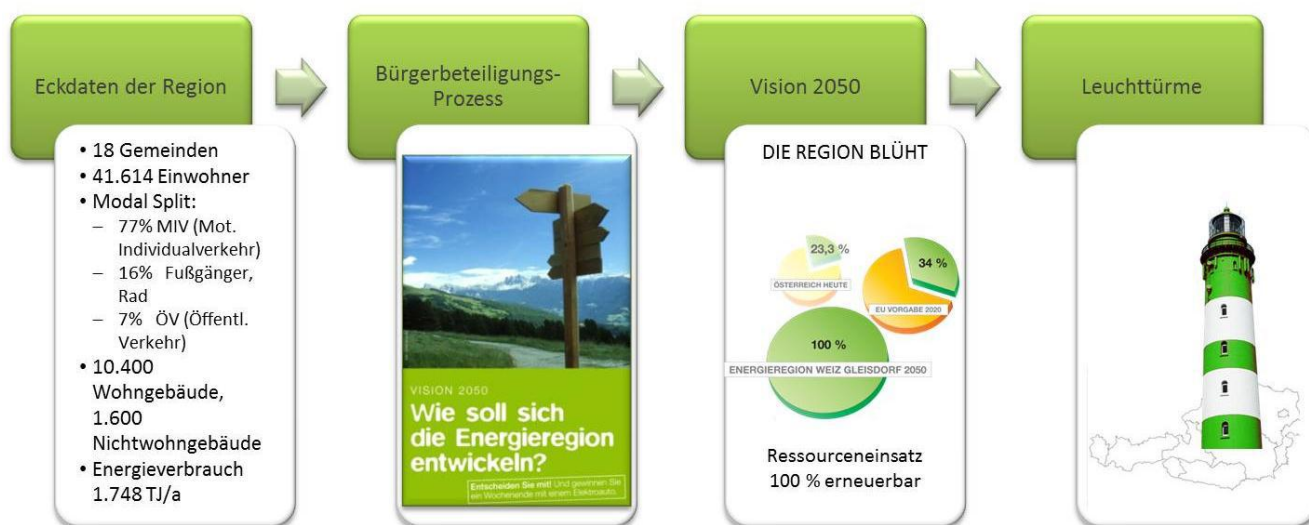 Eckdaten der Region
• 18 Gemeinden
• 41.614 Einwohner
• Modal Split:
– 77% MIV (Mot.
Individualverkehr)
– 16% Fußgänger,
Rad
– 7% ÖV (Öffentl.
Verkehr)
• 10.400
Wohngebäude,
1.600
Nichtwohngebäude
• Energieverbrauch
1.748 TJ/a
Bürgerbeteiligungs-
Prozess
VISION 2050
Wie soll sich
die Energieregion
entwickeln?
Entscheiden Sie mit! Und gewinnen Sie
ein Wochenende mit einem Elektroauto.
Vision 2050
DIE REGION BLÜHT
23,3 %
ÖSTERREICH HEUTE
34 %
EU VORGABE 2020
100 %
ENERGIEREGION WEIZ GLEISDORF 2050
Ressourceneinsatz
100 % erneuerbar
Leuchttürme